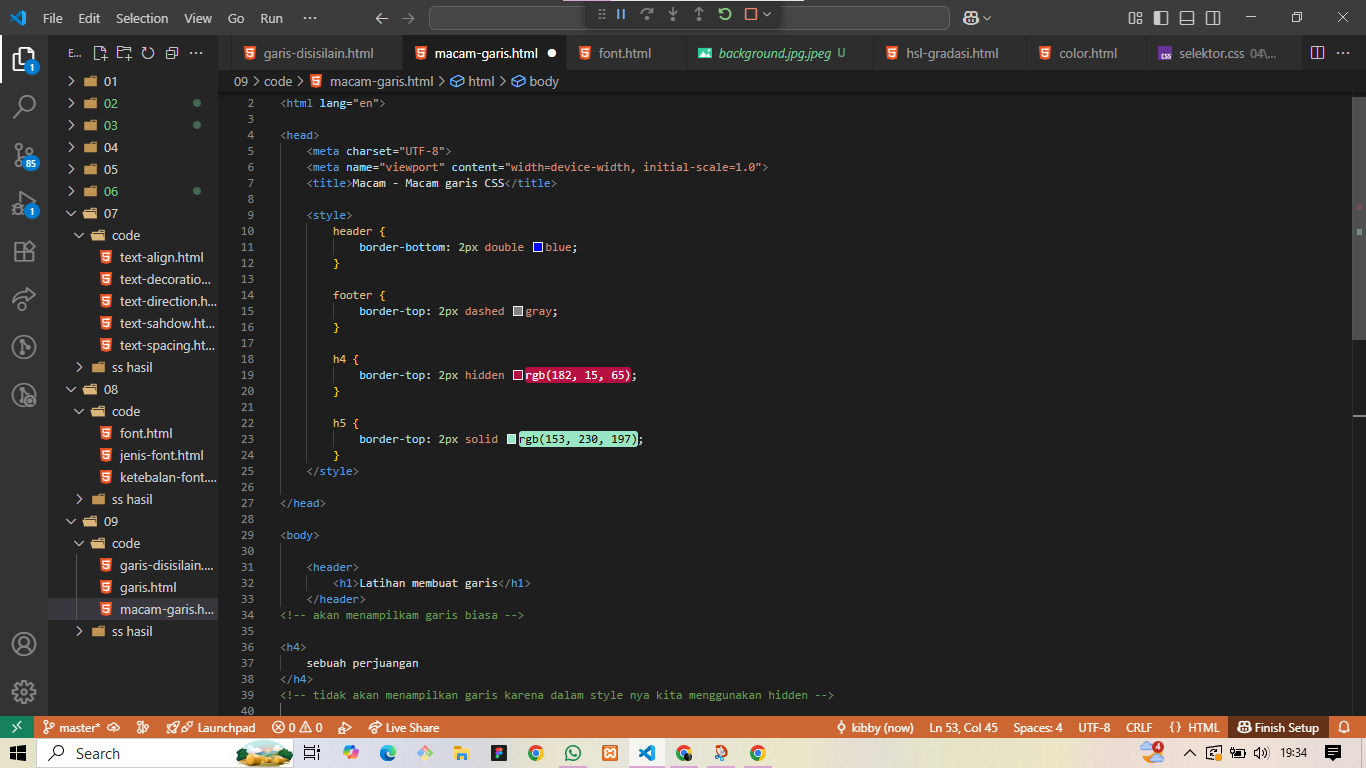 File Edit Selection View Go Run ···
E... ···
garis-disisilain.html macam-garis.html font.html background.jpg.jpeg U hsl-gradasi.html color.html selektor.css 04\... ···
09 > code > macam-garis.html > html > body
01
02
03
04
05
06
07
code
text-align.html
text-decoratio...
text-direction.h...
text-sahdow.ht...
text-spacing.ht...
ss hasil
08
code
font.html
jenis-font.html
ketebalan-font....
ss hasil
09
code
garis-disisilain....
garis.html
macam-garis.h...
ss hasil
1
85
1
2 <html lang="en">
3
4 <head>
5 <meta charset="UTF-8">
6 <meta name="viewport" content="width=device-width, initial-scale=1.0">
7 <title>Macam - Macam garis CSS</title>
8
9 <style>
10 header {
11 border-bottom: 2px double blue;
12 }
13
14 footer {
15 border-top: 2px dashed gray;
16 }
17
18 h4 {
19 border-top: 2px hidden rgb(182, 15, 65);
20 }
21
22 h5 {
23 border-top: 2px solid rgb(153, 230, 197);
24 }
25 </style>
26
27 </head>
28
29 <body>
30
31 <header>
32 <h1>Latihan membuat garis</h1>
33 </header>
34 <!-- akan menampilkam garis biasa -->
35
36 <h4>
37 sebuah perjuangan
38 </h4>
39 <!-- tidak akan menampilkan garis karena dalam style nya kita menggunakan hidden -->
40
master* Launchpad 0 0 Live Share kibby (now) Ln 53, Col 45 Spaces: 4 UTF-8 CRLF {} HTML Finish Setup
Search 4 19:34